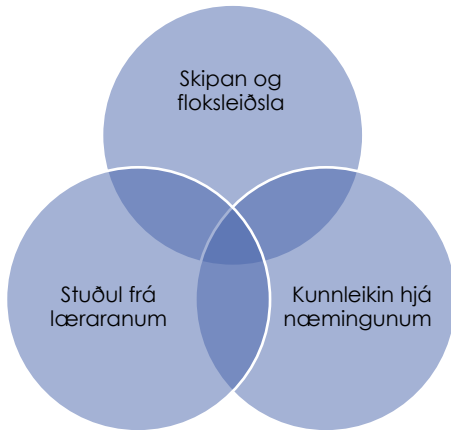 Skipan og
floksleiðsla
Stuðul frá
læraranum
Kunnleikin hjá
næmingunum